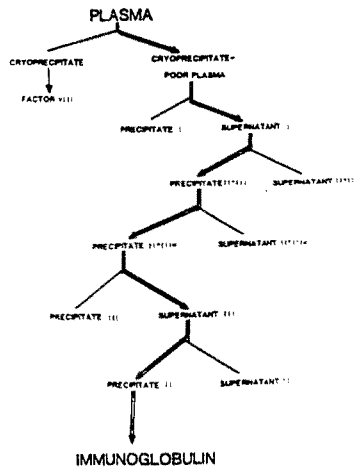 PLASMA
CRYOPRECIPITATE
CRYOPRECIPITATE-
POOR PLASMA
FACTOR VIII
PRECIPITATE I
SUPERNATANT I
PRECIPITATE
SUPERNATANT
PRECIPITATE
SUPERNATANT
PRECIPITATE III
SUPERNATANT III
PRECIPITATE II
SUPERNATANT
IMMUNOGLOBULIN